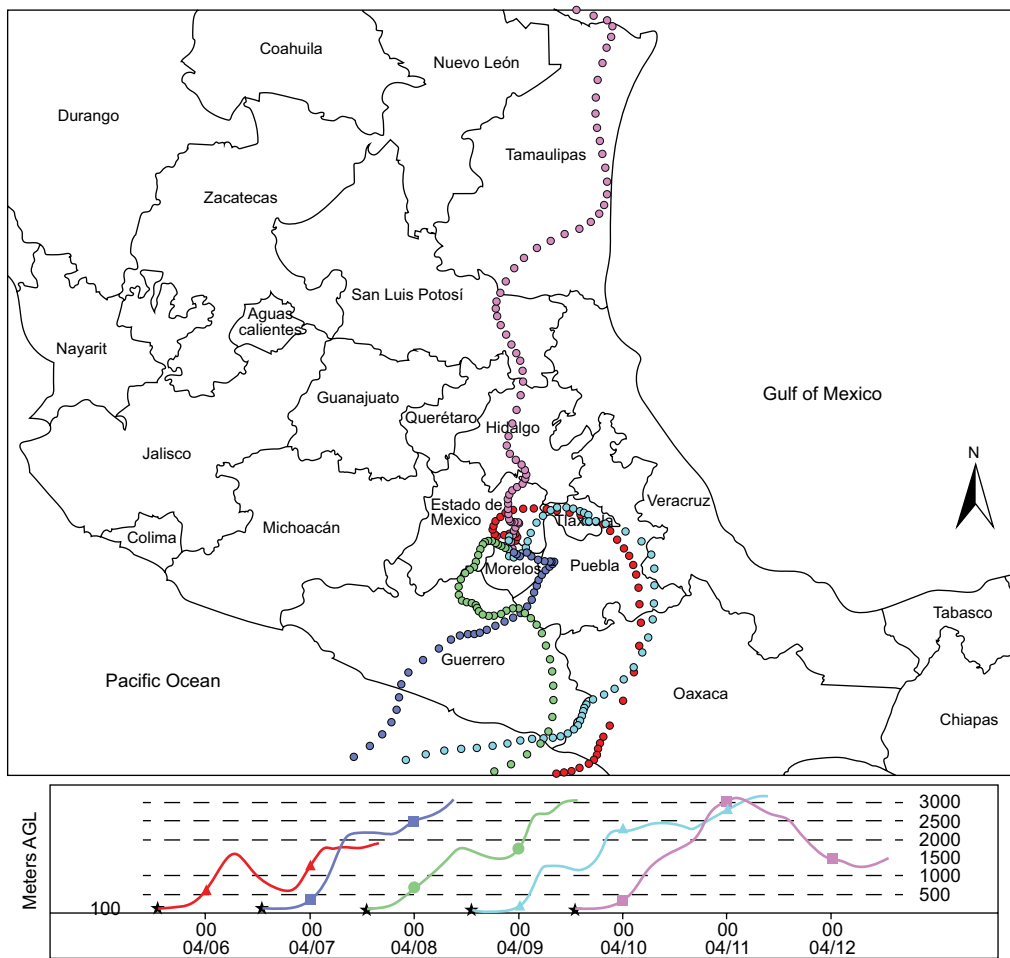 Coahuila
Nuevo León
Durango
Tamaulipas
Zacatecas
San Luis Potosí
Aguas
calientes
Nayarit
Gulf of Mexico
Guanajuato
Querétaro
Hidalgo
Jalisco
N
Estado de
Mexico
Veracruz
Michoacán
Tlaxcala
Colima
Morelos
Puebla
Tabasco
Guerrero
Pacific Ocean
Oaxaca
Chiapas
Meters AGL
3000
2500
2000
1500
1000
500
100
00 00 00 00 00 00 00
04/06 04/07 04/08 04/09 04/10 04/11 04/12